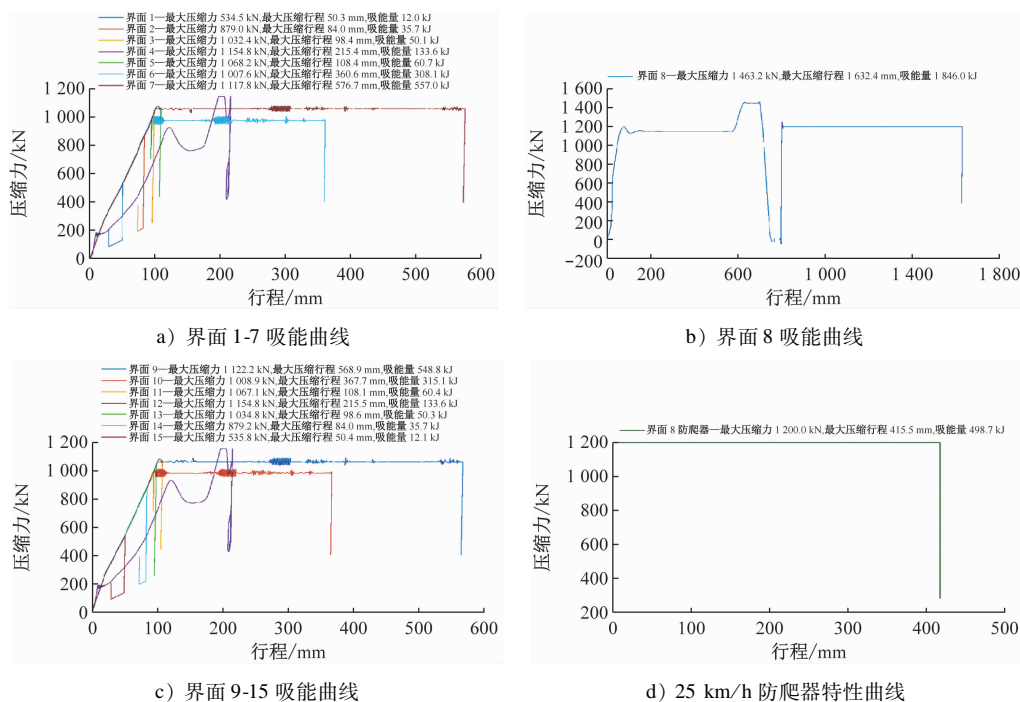 界面 1—最大压缩力 534.5 kN,最大压缩行程 50.3 mm,吸能量 12.0 kJ
界面 2—最大压缩力 879.0 kN,最大压缩行程 84.0 mm,吸能量 35.7 kJ
界面 3—最大压缩力 1 032.4 kN,最大压缩行程 98.4 mm,吸能量 50.1 kJ
界面 4—最大压缩力 1 154.8 kN,最大压缩行程 215.4 mm,吸能量 133.6 kJ
界面 5—最大压缩力 1 068.2 kN,最大压缩行程 108.4 mm,吸能量 60.7 kJ
界面 6—最大压缩力 1 007.6 kN,最大压缩行程 360.6 mm,吸能量 308.1 kJ
界面 7—最大压缩力 1 117.8 kN,最大压缩行程 576.7 mm,吸能量 557.0 kJ
1 200
1 000
800
600
400
200
0
压缩力/kN
0 100 200 300 400 500 600
行程/mm
a) 界面 1-7 吸能曲线
界面 8—最大压缩力 1 463.2 kN,最大压缩行程 1 632.4 mm,吸能量 1 846.0 kJ
1 600
1 400
1 200
1 000
800
600
400
200
0
-200
压缩力/kN
0 200 600 1 000 1 400 1 800
行程/mm
b) 界面 8 吸能曲线
界面 9—最大压缩力 1 122.2 kN,最大压缩行程 568.9 mm,吸能量 548.8 kJ
界面 10—最大压缩力 1 008.9 kN,最大压缩行程 367.7 mm,吸能量 315.1 kJ
界面 11—最大压缩力 1 067.1 kN,最大压缩行程 108.1 mm,吸能量 60.4 kJ
界面 12—最大压缩力 1 154.8 kN,最大压缩行程 215.5 mm,吸能量 133.6 kJ
界面 13—最大压缩力 1 034.8 kN,最大压缩行程 98.6 mm,吸能量 50.3 kJ
界面 14—最大压缩力 879.2 kN,最大压缩行程 84.0 mm,吸能量 35.7 kJ
界面 15—最大压缩力 535.8 kN,最大压缩行程 50.4 mm,吸能量 12.1 kJ
1 200
1 000
800
600
400
200
0
压缩力/kN
0 100 200 300 400 500 600
行程/mm
c) 界面 9-15 吸能曲线
界面 8 防爬器—最大压缩力 1 200.0 kN,最大压缩行程 415.5 mm,吸能量 498.7 kJ
1 200
1 000
800
600
400
200
压缩力/kN
0 100 200 300 400 500
行程/mm
d) 25 km/h 防爬器特性曲线